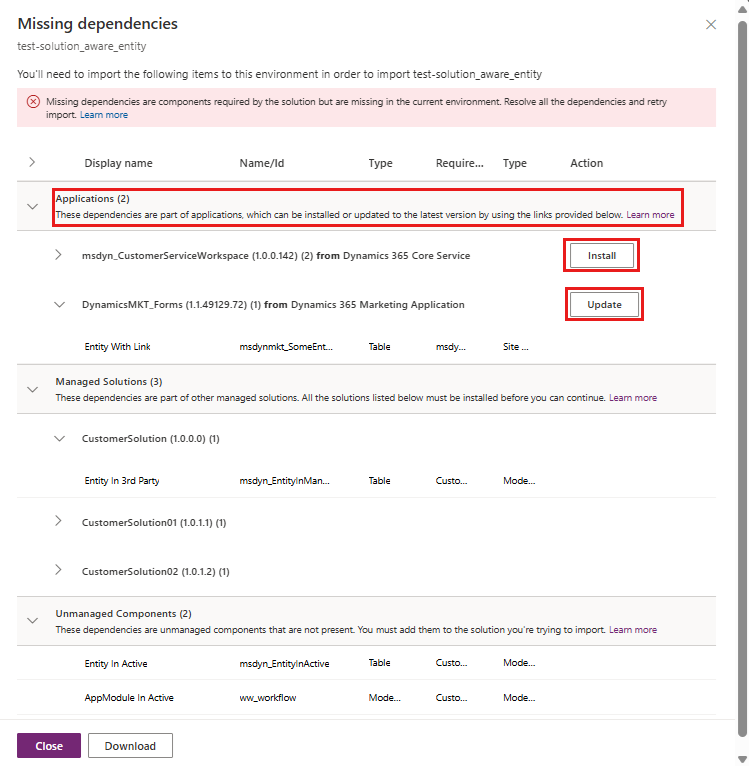 Missing dependencies
test-solution_aware_entity
You'll need to import the following items to this environment in order to import test-solution_aware_entity
Missing dependencies are components required by the solution but are missing in the current environment. Resolve all the dependencies and retry
import. Learn more
Display name Name/Id Type Require... Type Action
Applications (2)
These dependencies are part of applications, which can be installed or updated to the latest version by using the links provided below. Learn more
msdyn_CustomerServiceWorkspace (1.0.0.142) (2) from Dynamics 365 Core Service Install
DynamicsMKT_Forms (1.1.49129.72) (1) from Dynamics 365 Marketing Application Update
Entity With Link msdynmkt_SomeEnt... Table msdy... Site ...
Managed Solutions (3)
These dependencies are part of other managed solutions. All the solutions listed below must be installed before you can continue. Learn more
CustomerSolution (1.0.0.0) (1)
Entity In 3rd Party msdyn_EntityInMan... Table Custo... Mode...
CustomerSolution01 (1.0.1.1) (1)
CustomerSolution02 (1.0.1.2) (1)
Unmanaged Components (2)
These dependencies are unmanaged components that are not present. You must add them to the solution you're trying to import. Learn more
Entity In Active msdyn_EntityInActive Table Custo... Mode...
AppModule In Active ww_workflow Mode... Custo... Mode...
Close Download